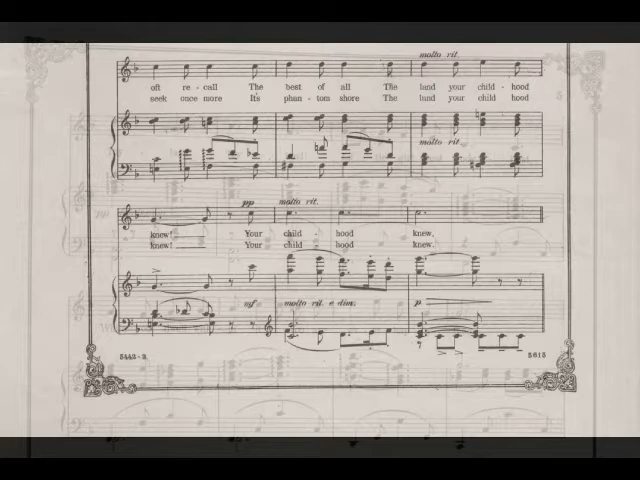 molto rit.
oft re - call The best of all The land your child - hood
seek once more It's phan - tom shore The land your child hood
molto rit.
pp molto rit.
knew! Your child - hood knew,
knew! Your child - hood knew.
mf molto rit. e dim. p
5442-3. 5615